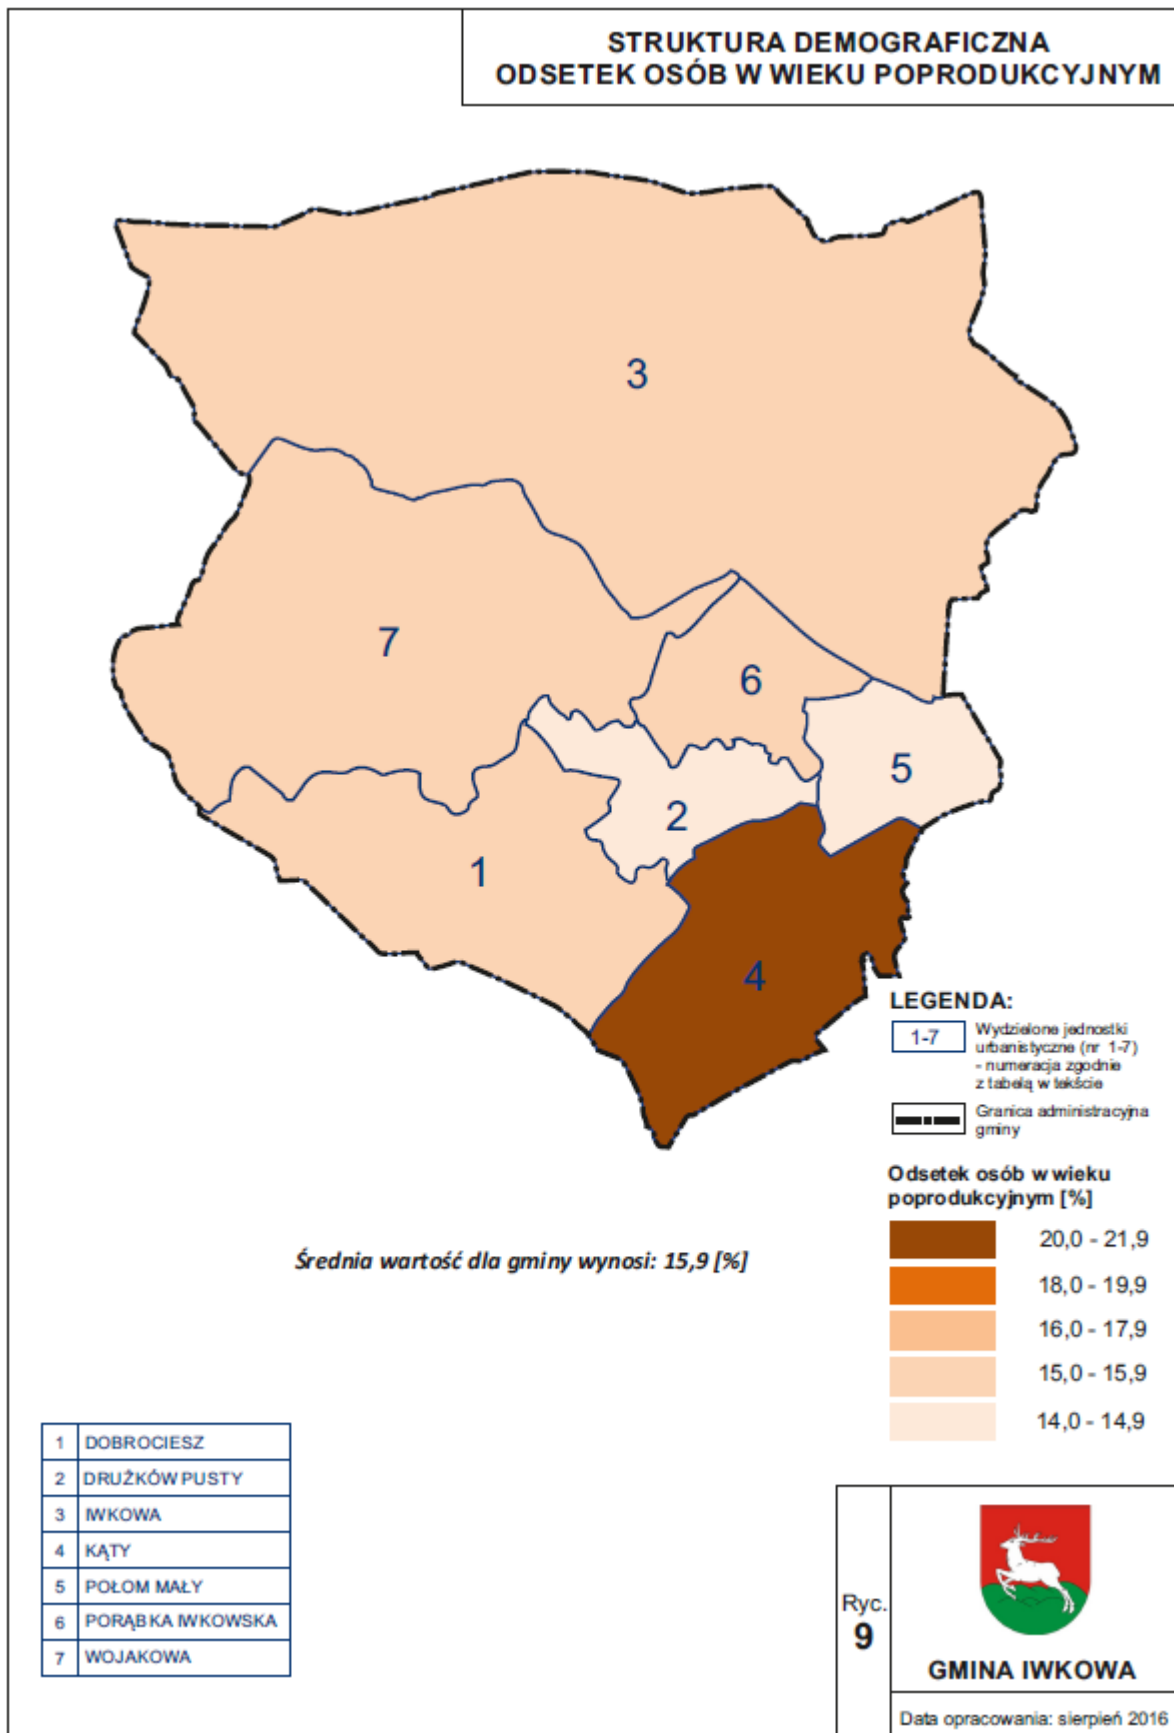 STRUKTURA DEMOGRAFICZNA
ODSETEK OSÓB W WIEKU POPRODUKCYJNYM
3
7
6
5
2
1
4
LEGENDA:
1-7
Wydzielone jednostki
urbanistyczne (nr 1-7)
- numeracja zgodnie
z tabelą w tekście
Granica administracyjna
gminy
Odsetek osób w wieku
poprodukcyjnym [%]
20,0 - 21,9
18,0 - 19,9
16,0 - 17,9
15,0 - 15,9
14,0 - 14,9
Średnia wartość dla gminy wynosi: 15,9 [%]
1 DOBROCIESZ
2 DRUŻKÓW PUSTY
3 IWKOWA
4 KĄTY
5 POŁOM MAŁY
6 PORĄBKA IWKOWSKA
7 WOJAKOWA
Ryc.
9
GMINA IWKOWA
Data opracowania: sierpień 2016